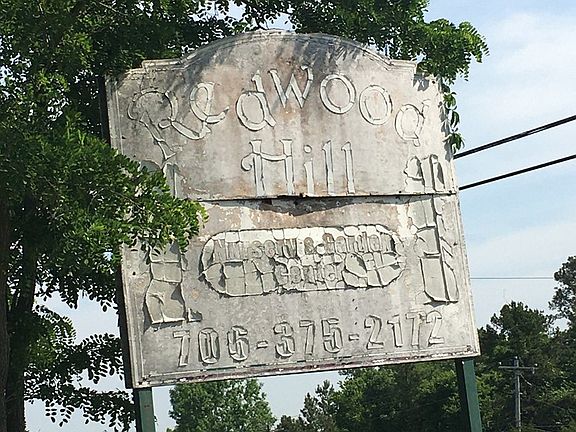 Redwood
Hill
Nursery & Garden
Center
706-375-2172